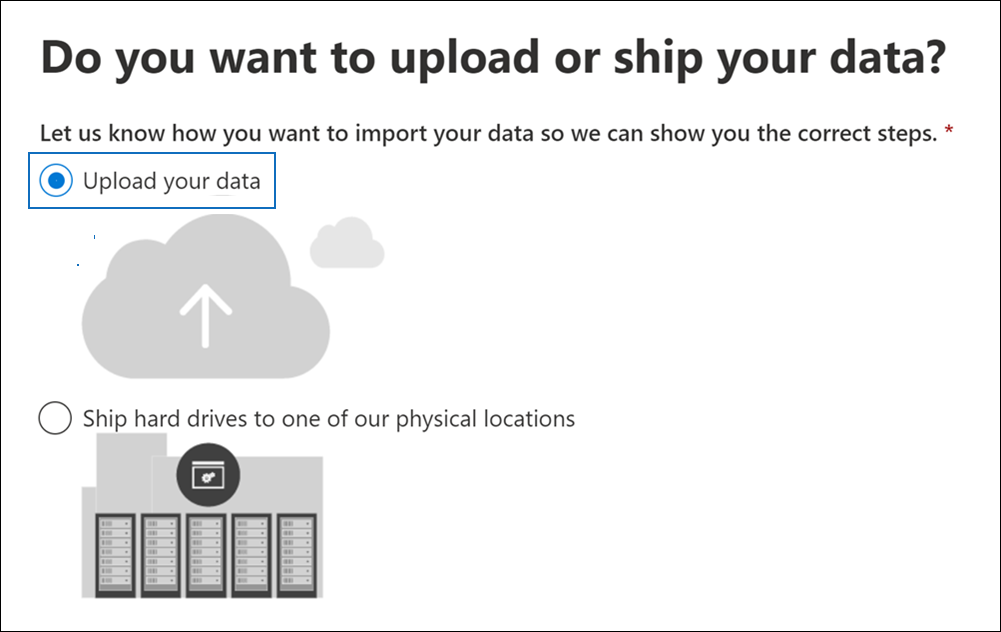 Do you want to upload or ship your data?
Let us know how you want to import your data so we can show you the correct steps. *
Upload your data
Ship hard drives to one of our physical locations